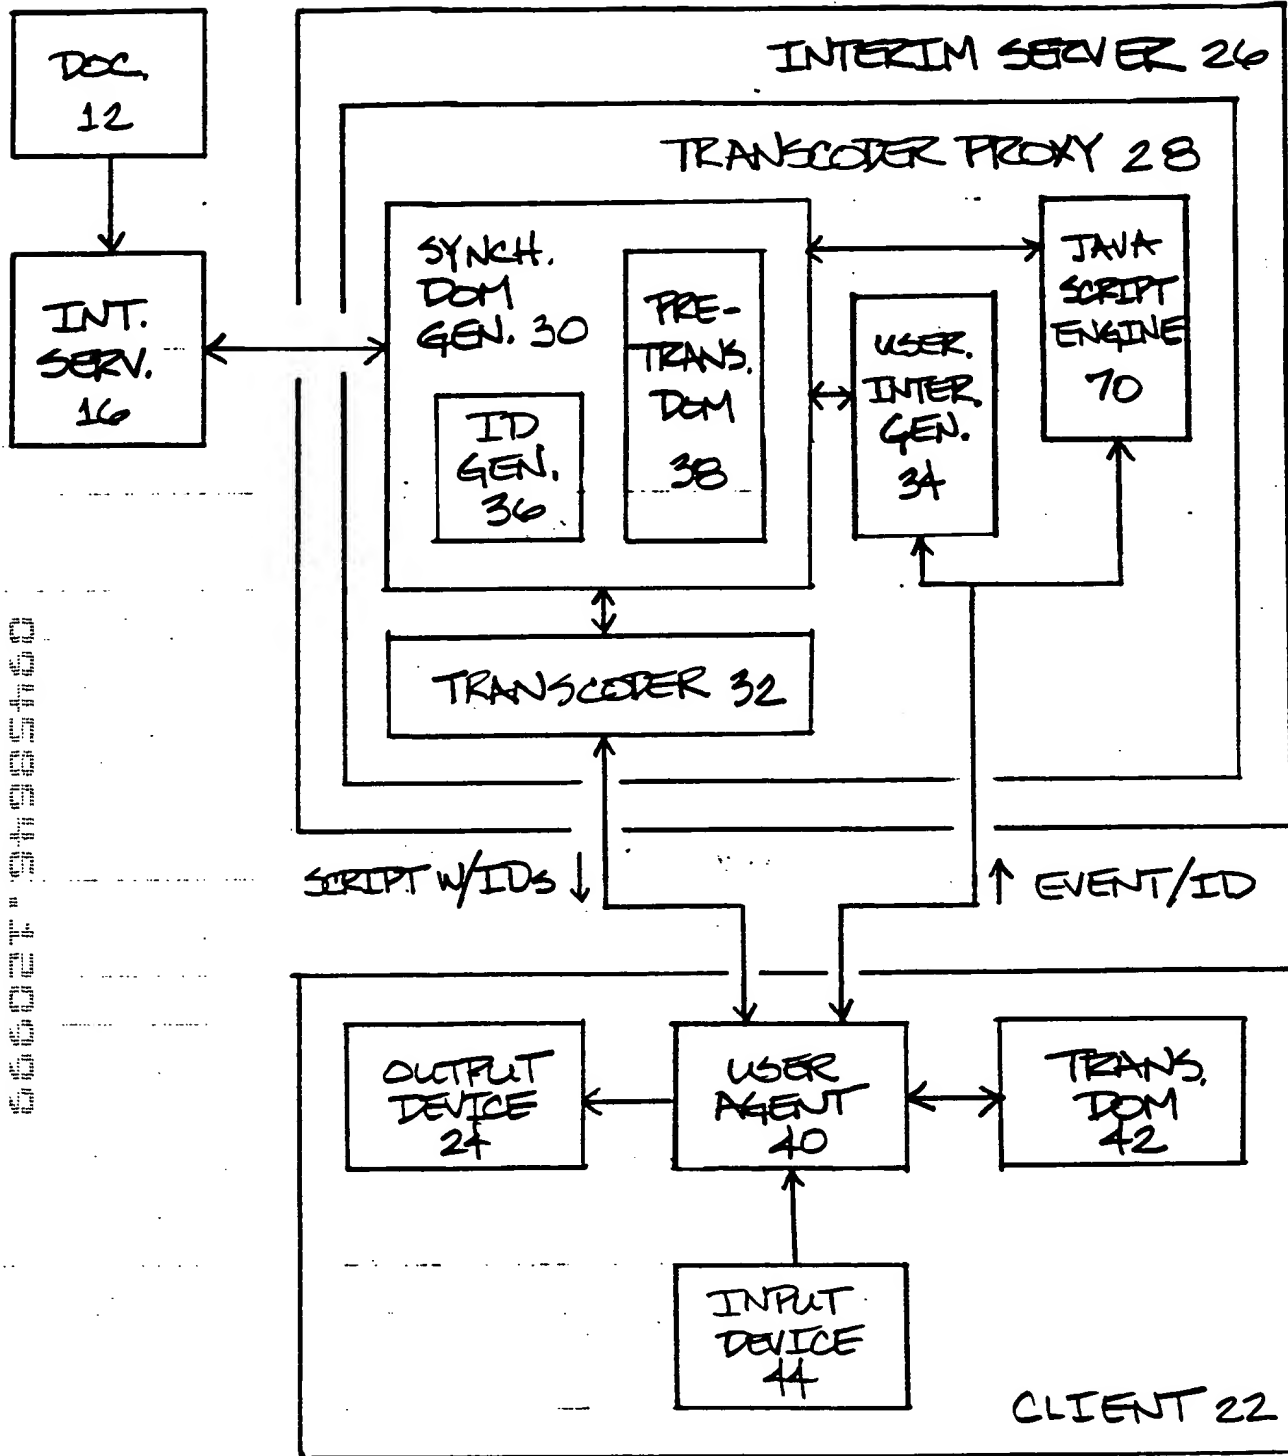 DOC.
12
INT.
SERV.
16
INTERIM SERVER 26
TRANSCODER PROXY 28
SYNCH.
DOM
GEN. 30
ID
GEN.
36
PRE-
TRANS.
DOM
38
USER.
INTER.
GEN.
34
JAVA
SCRIPT
ENGINE
70
TRANSCODER 32
SCRIPT W/IDs ↓
↑ EVENT/ID
OUTPUT
DEVICE
24
USER
AGENT
40
TRANS.
DOM
42
INPUT
DEVICE
44
CLIENT 22